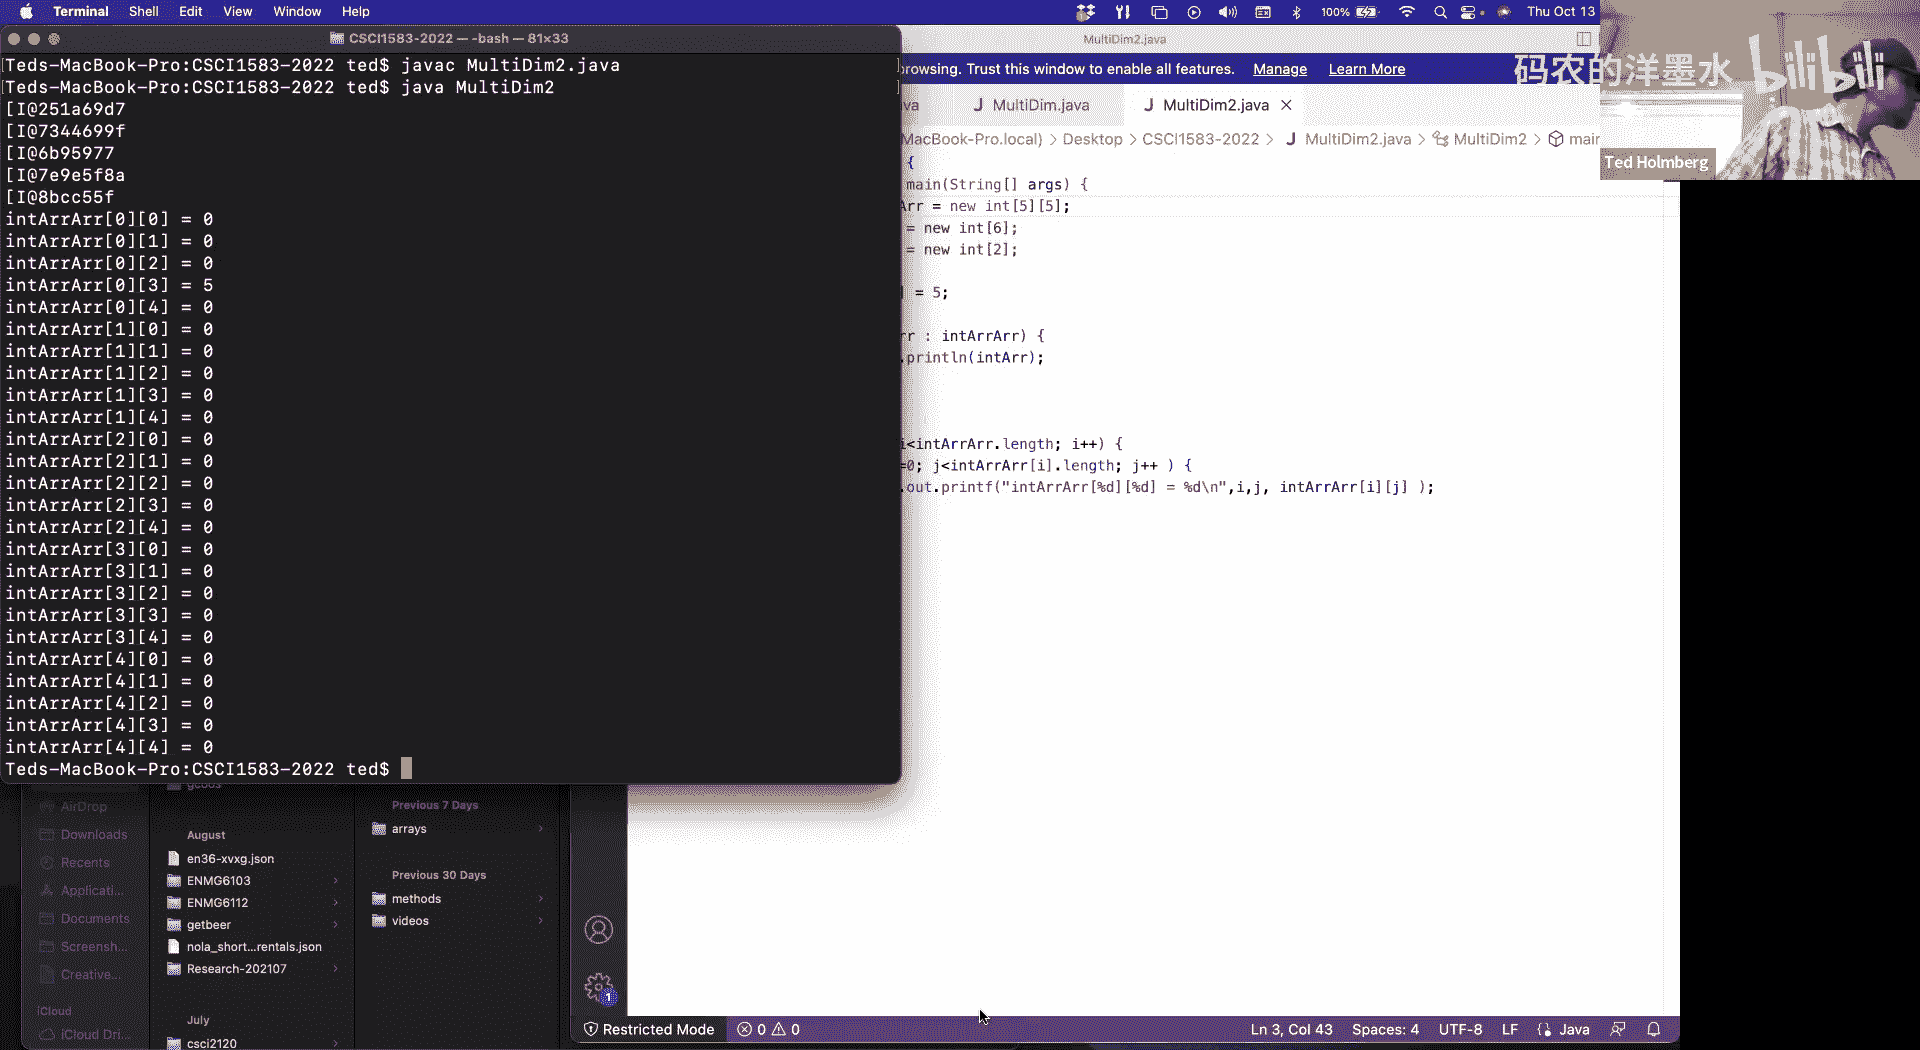 Terminal Shell Edit View Window Help 100% Thu Oct 13
CSCI1583-2022 — -bash — 81×33
Teds-MacBook-Pro:CSCI1583-2022 ted$ javac MultiDim2.java
Teds-MacBook-Pro:CSCI1583-2022 ted$ java MultiDim2
[I@251a69d7
[I@7344699f
[I@6b95977
[I@7e9e5f8a
[I@8bcc55f
intArrArr[0][0] = 0
intArrArr[0][1] = 0
intArrArr[0][2] = 0
intArrArr[0][3] = 5
intArrArr[0][4] = 0
intArrArr[1][0] = 0
intArrArr[1][1] = 0
intArrArr[1][2] = 0
intArrArr[1][3] = 0
intArrArr[1][4] = 0
intArrArr[2][0] = 0
intArrArr[2][1] = 0
intArrArr[2][2] = 0
intArrArr[2][3] = 0
intArrArr[2][4] = 0
intArrArr[3][0] = 0
intArrArr[3][1] = 0
intArrArr[3][2] = 0
intArrArr[3][3] = 0
intArrArr[3][4] = 0
intArrArr[4][0] = 0
intArrArr[4][1] = 0
intArrArr[4][2] = 0
intArrArr[4][3] = 0
intArrArr[4][4] = 0
Teds-MacBook-Pro:CSCI1583-2022 ted$
MultiDim2.java
rowsing. Trust this window to enable all features. Manage Learn More
va MultiDim.java MultiDim2.java
MacBook-Pro.local) > Desktop > CSCI1583-2022 > MultiDim2.java > MultiDim2 > main
{
main(String[] args) {
Arr = new int[5][5];
= new int[6];
= new int[2];
] = 5;
rr : intArrArr) {
.println(intArr);
i<intArrArr.length; i++) {
=0; j<intArrArr[i].length; j++ ) {
.out.printf("intArrArr[%d][%d] = %d\n",i,j, intArrArr[i][j] );
码农的洋墨水 bilibili
Ted Holmberg
AirDrop
Downloads
Recents
Applicati...
Documents
Screensh...
Creative...
iCloud
iCloud Dri...
gcods
August
en36-xvxg.json
ENMG6103
ENMG6112
getbeer
nola_short...rentals.json
Research-202107
July
csci2120
Previous 7 Days
arrays
Previous 30 Days
methods
videos
1
Restricted Mode 0 0 Ln 3, Col 43 Spaces: 4 UTF-8 LF Java